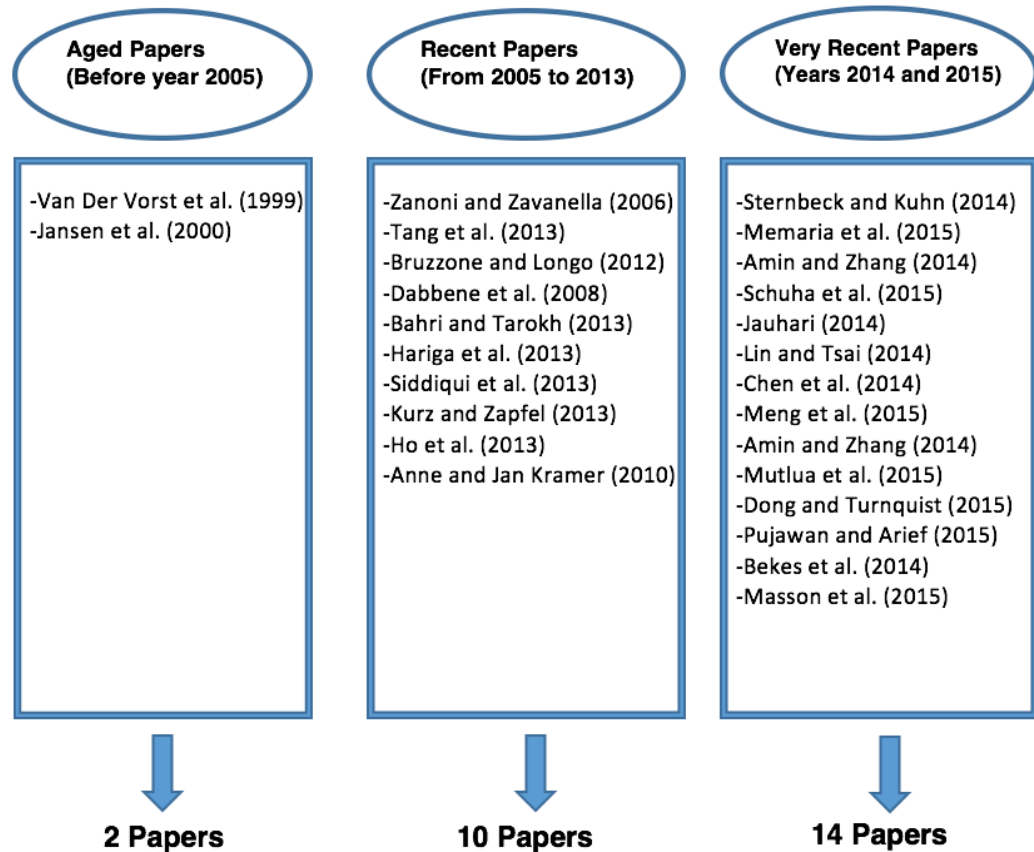 Aged Papers
(Before year 2005)
-Van Der Vorst et al. (1999)
-Jansen et al. (2000)
2 Papers
Recent Papers
(From 2005 to 2013)
-Zanoni and Zavanella (2006)
-Tang et al. (2013)
-Bruzzone and Longo (2012)
-Dabbene et al. (2008)
-Bahri and Tarokh (2013)
-Hariga et al. (2013)
-Siddiqui et al. (2013)
-Kurz and Zapfel (2013)
-Ho et al. (2013)
-Anne and Jan Kramer (2010)
10 Papers
Very Recent Papers
(Years 2014 and 2015)
-Sternbeck and Kuhn (2014)
-Memaria et al. (2015)
-Amin and Zhang (2014)
-Schuha et al. (2015)
-Jauhari (2014)
-Lin and Tsai (2014)
-Chen et al. (2014)
-Meng et al. (2015)
-Amin and Zhang (2014)
-Mutlua et al. (2015)
-Dong and Turnquist (2015)
-Pujawan and Arief (2015)
-Bekes et al. (2014)
-Masson et al. (2015)
14 Papers